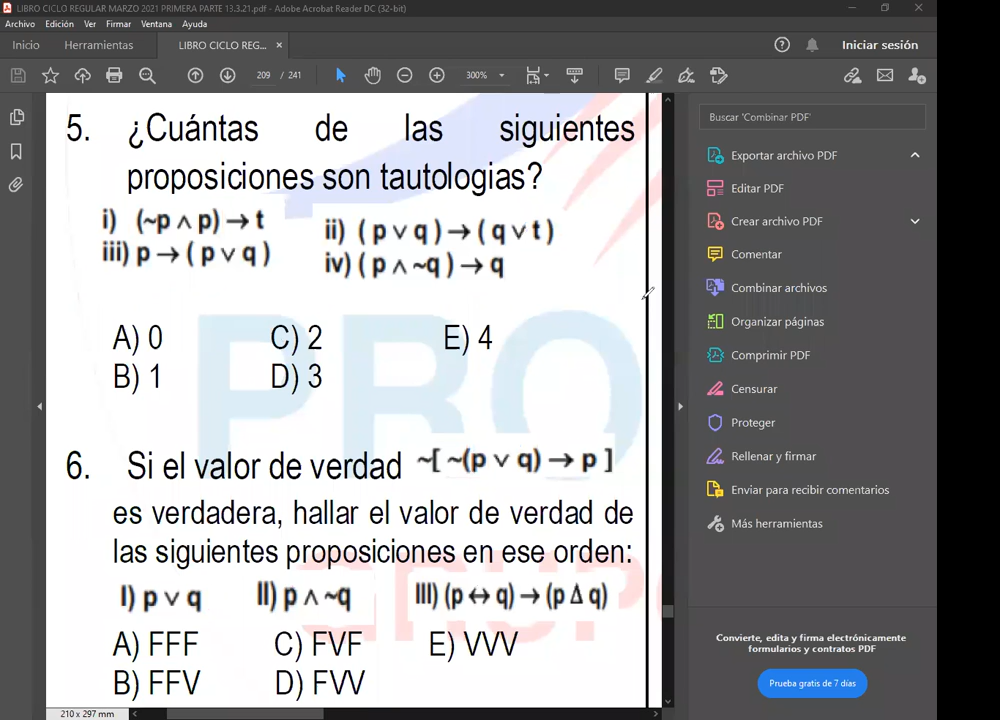 LIBRO CICLO REGULAR MARZO 2021 PRIMERA PARTE 13.3.21.pdf - Adobe Acrobat Reader DC (32-bit)
Archivo Edición Ver Firmar Ventana Ayuda
Inicio Herramientas LIBRO CICLO REG... × Iniciar sesión
209 / 241 300%
Buscar 'Combinar PDF'
Exportar archivo PDF
Editar PDF
Crear archivo PDF
Comentar
Combinar archivos
Organizar páginas
Comprimir PDF
Censurar
Proteger
Rellenar y firmar
Enviar para recibir comentarios
Más herramientas
Convierte, edita y firma electrónicamente
formularios y contratos PDF
Prueba gratis de 7 días
5. ¿Cuántas de las siguientes
proposiciones son tautologias?
i) (~p ∧ p) → t ii) ( p ∨ q ) → ( q ∨ t )
iii) p → ( p ∨ q ) iv) ( p ∧ ~q ) → q
A) 0 C) 2 E) 4
B) 1 D) 3
6. Si el valor de verdad ~[ ~(p ∨ q) → p ]
es verdadera, hallar el valor de verdad de
las siguientes proposiciones en ese orden:
I) p ∨ q II) p ∧ ~q III) (p ↔ q) → (p Δ q)
A) FFF C) FVF E) VVV
B) FFV D) FVV
PRO
GRUPO
210 x 297 mm